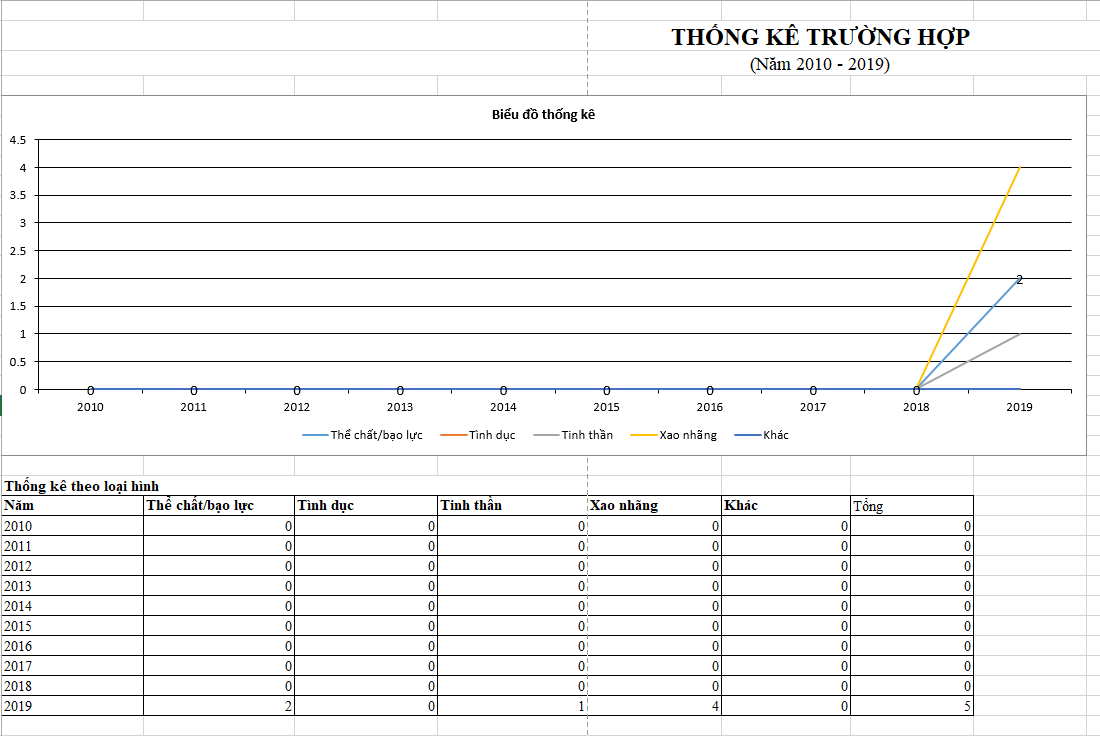 THỐNG KÊ TRƯỜNG HỢP
(Năm 2010 - 2019)
Biểu đồ thống kê
4.5
4
3.5
3
2.5
2
2
1.5
1
0.5
0 0 0 0 0 0 0 0 0 0
2010 2011 2012 2013 2014 2015 2016 2017 2018 2019
Thể chất/bạo lực Tình dục Tinh thần Xao nhãng Khác
Thống kê theo loại hình
Năm Thể chất/bạo lực Tình dục Tinh thần Xao nhãng Khác Tổng
2010 0 0 0 0 0 0
2011 0 0 0 0 0 0
2012 0 0 0 0 0 0
2013 0 0 0 0 0 0
2014 0 0 0 0 0 0
2015 0 0 0 0 0 0
2016 0 0 0 0 0 0
2017 0 0 0 0 0 0
2018 0 0 0 0 0 0
2019 2 0 1 4 0 5